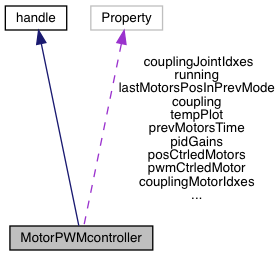 handle
Property
couplingJointIdxes
running
lastMotorsPosInPrevMode
coupling
tempPlot
prevMotorsTime
pidGains
posCtrledMotors
pwmCtrledMotor
couplingMotorIdxes
...
MotorPWMcontroller